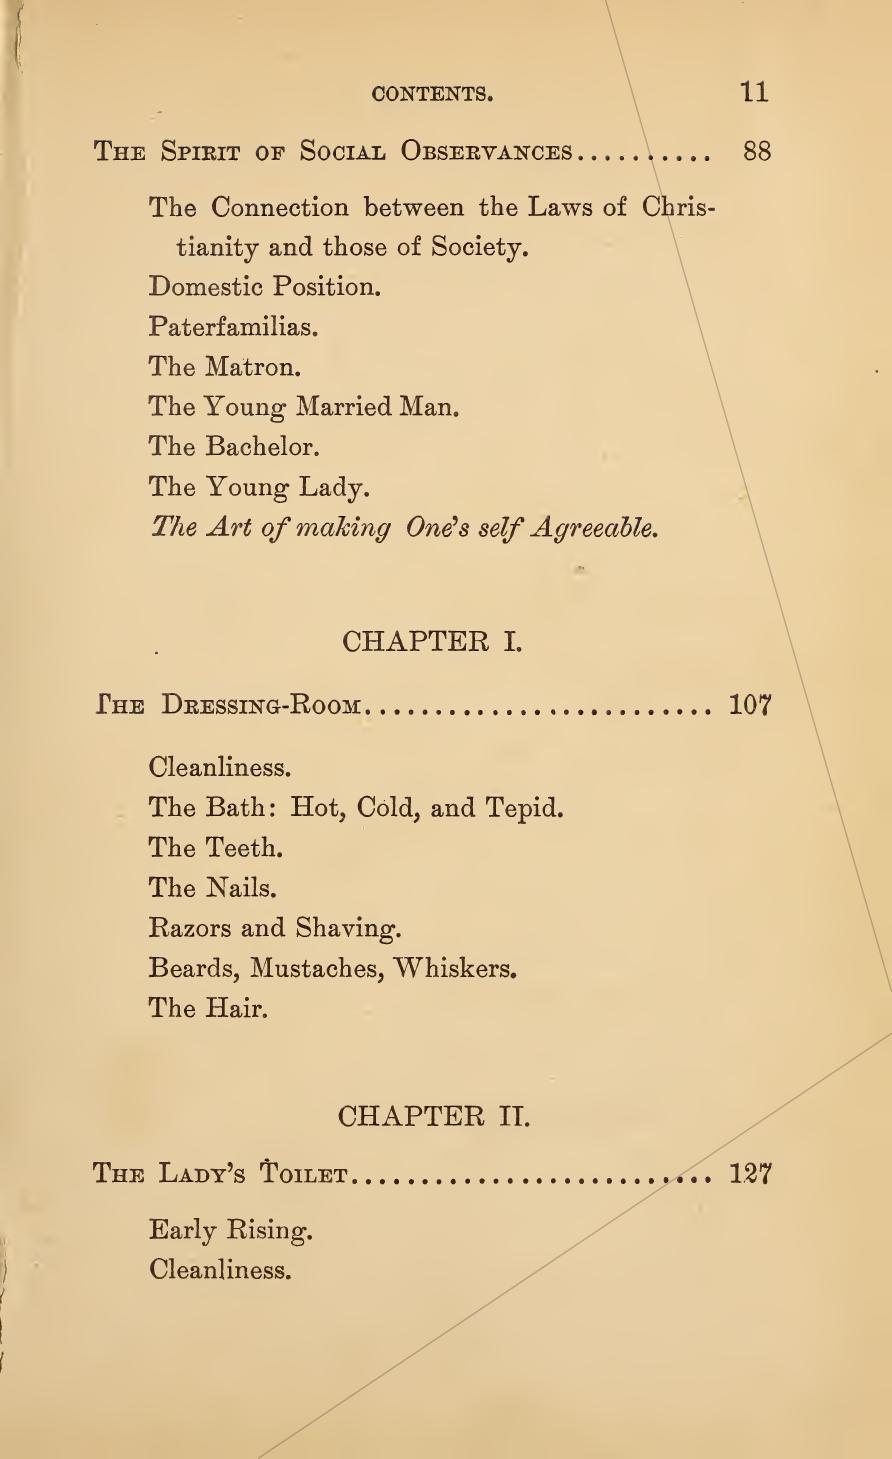 CONTENTS. 11
THE SPIRIT OF SOCIAL OBSERVANCES.......... 88
The Connection between the Laws of Chris-
tianity and those of Society.
Domestic Position.
Paterfamilias.
The Matron.
The Young Married Man.
The Bachelor.
The Young Lady.
The Art of making One's self Agreeable.
CHAPTER I.
THE DRESSING-ROOM......................... 107
Cleanliness.
The Bath: Hot, Cold, and Tepid.
The Teeth.
The Nails.
Razors and Shaving.
Beards, Mustaches, Whiskers.
The Hair.
CHAPTER II.
THE LADY'S TOILET.......................... 127
Early Rising.
Cleanliness.